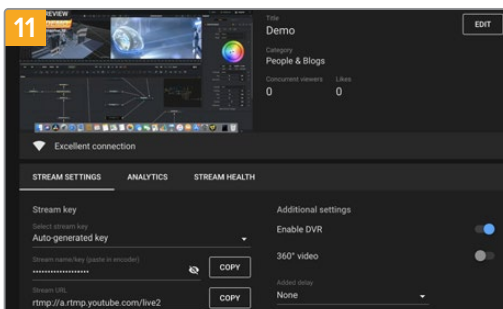 11
PREVIEW
Title
Demo
EDIT
Category
People & Blogs
Concurrent viewers Likes
0 0
Excellent connection
STREAM SETTINGS ANALYTICS STREAM HEALTH
Stream key
Select stream key
Auto-generated key
Stream name/key (paste in encoder)
•••••••••••••••••••
COPY
Stream URL
rtmp://a.rtmp.youtube.com/live2
COPY
Additional settings
Enable DVR
360° video
Added delay
None